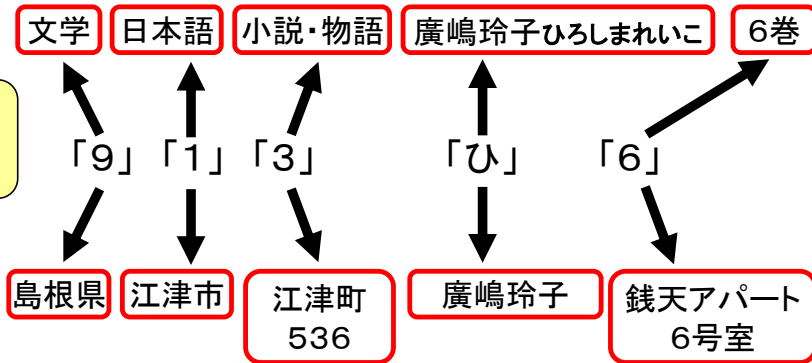 文学 日本語 小説・物語 廣嶋玲子ひろしまれいこ 6巻
「9」「1」「3」 「ひ」 「6」
島根県 江津市 江津町 廣嶋玲子 銭天アパート
536 6号室